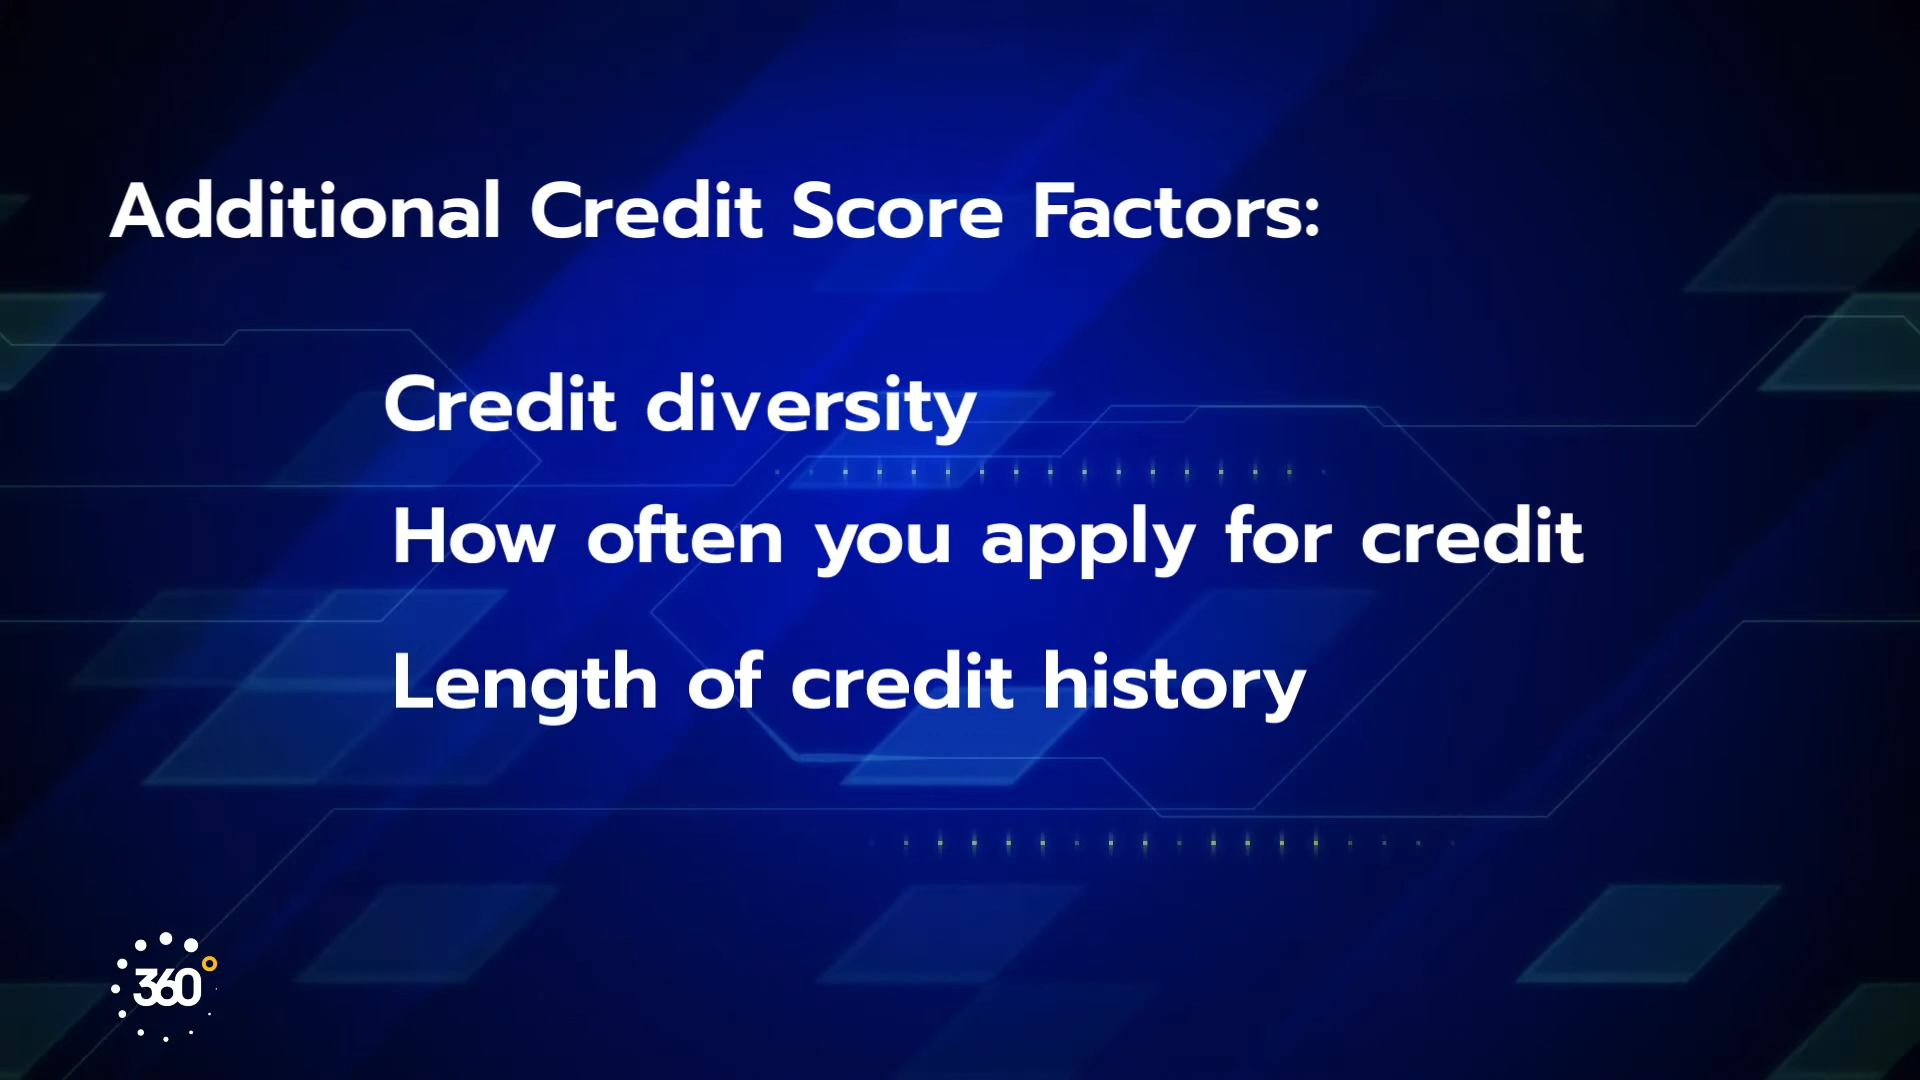 Additional Credit Score Factors:
Credit diversity
How often you apply for credit
Length of credit history
360